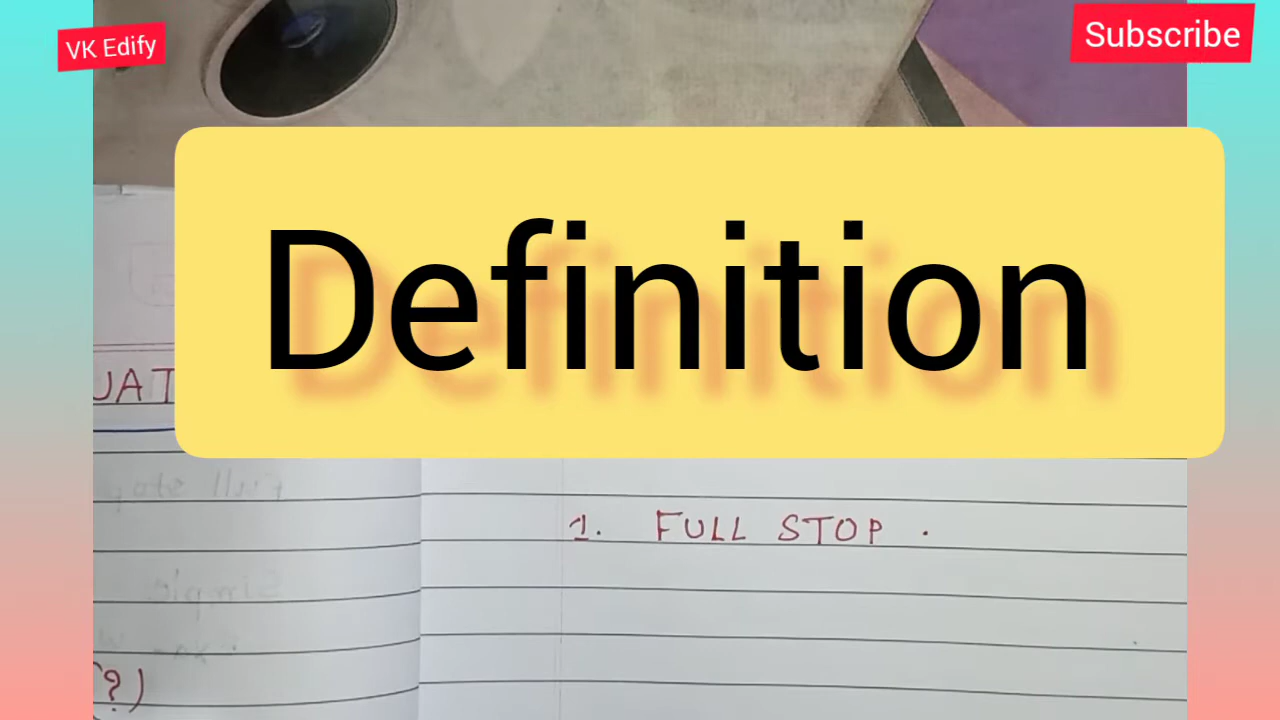 VK Edify
Subscribe
Definition
UAT
1. FULL STOP .
(?)